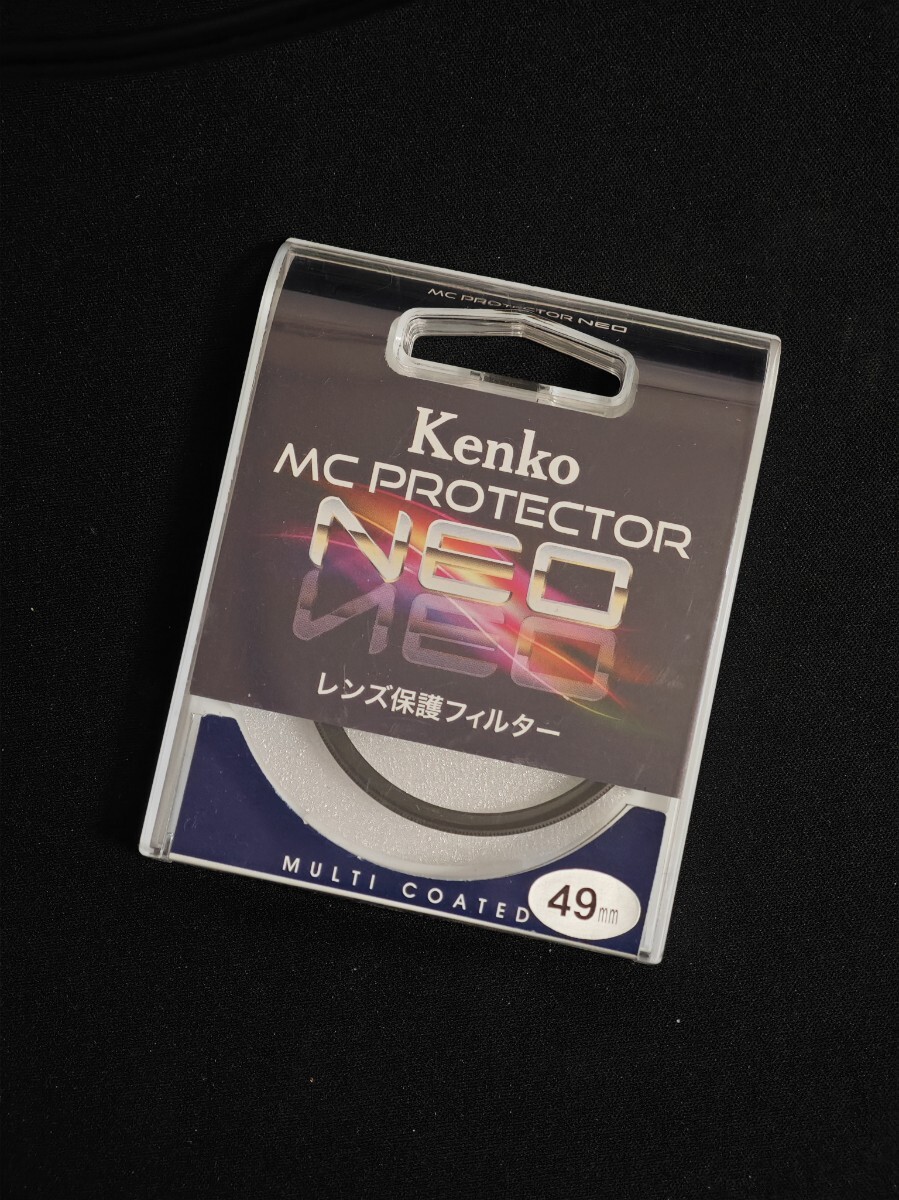 MC PROTECTOR NEO
Kenko
MC PROTECTOR
NEO
レンズ保護フィルター
MULTI COATED
49mm